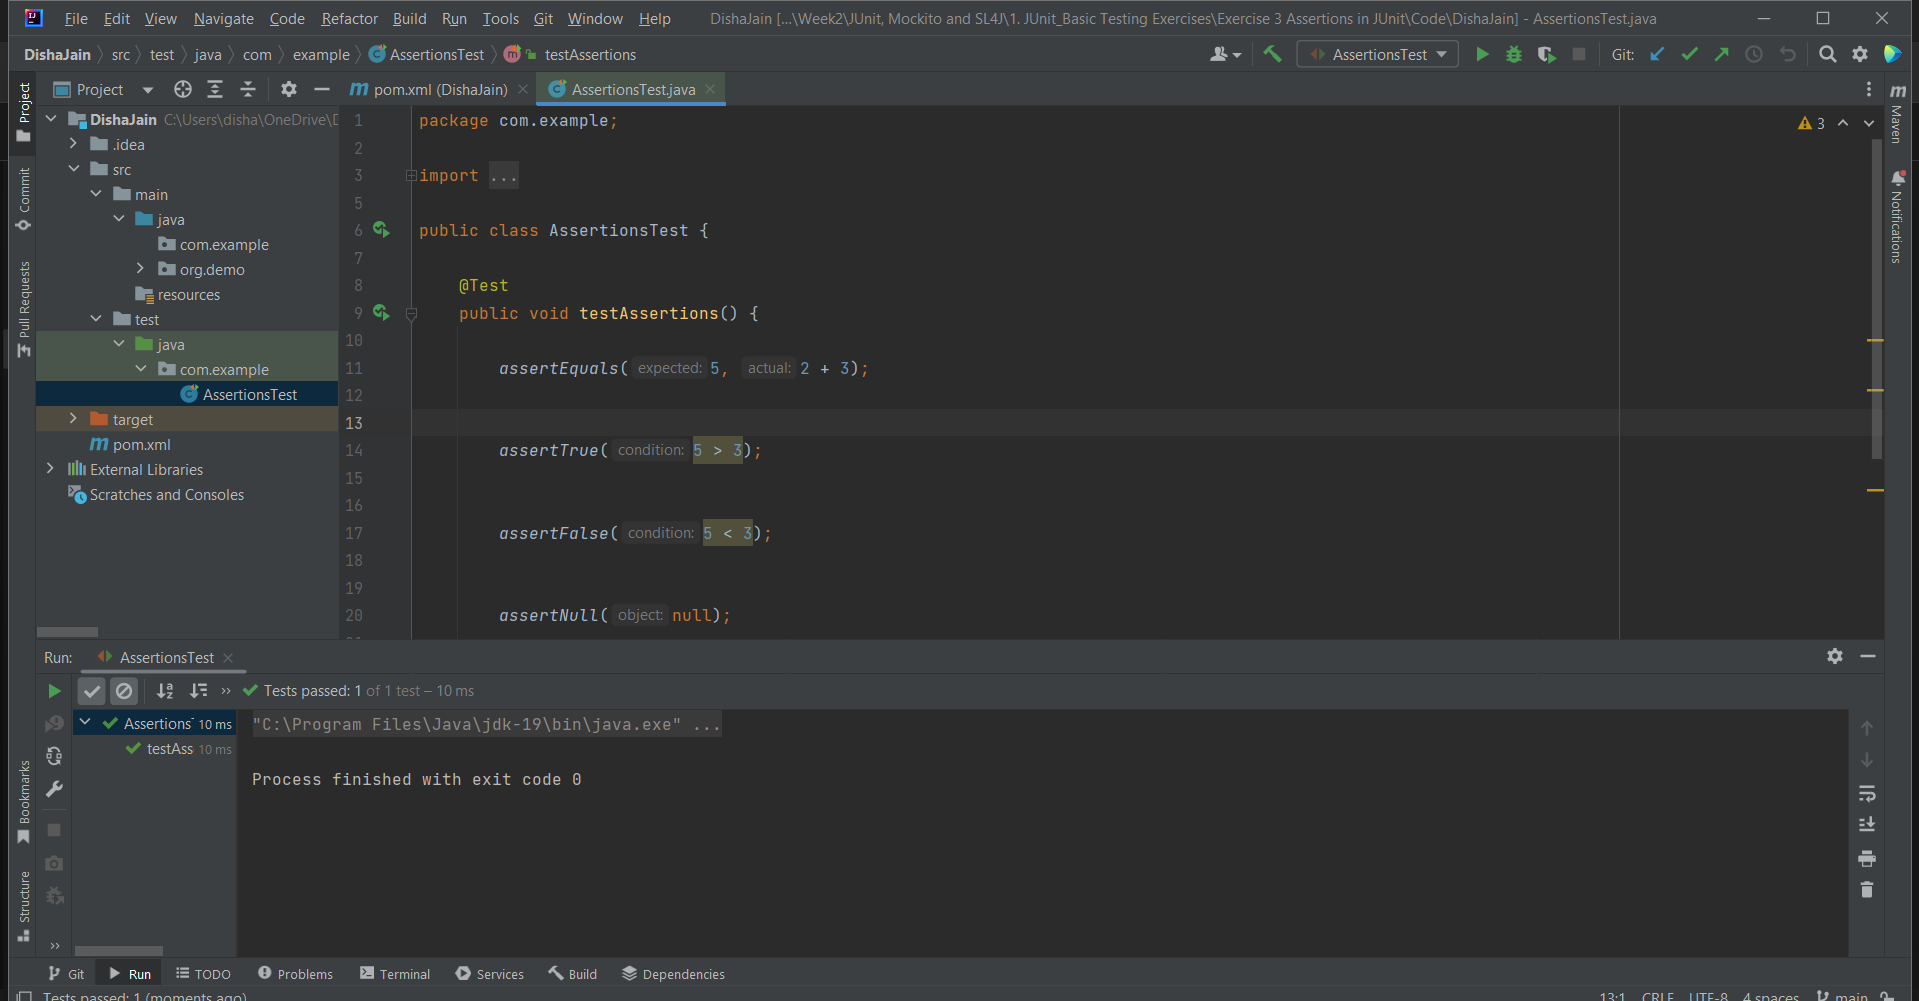 File Edit View Navigate Code Refactor Build Run Tools Git Window Help DishaJain [...\Week2\JUnit, Mockito and SL4J\1. JUnit_Basic Testing Exercises\Exercise 3 Assertions in JUnit\Code\DishaJain] - AssertionsTest.java
DishaJain src test java com example AssertionsTest testAssertions AssertionsTest Git:
Project pom.xml (DishaJain) AssertionsTest.java
Project
Commit
Pull Requests
Bookmarks
Structure
DishaJain C:\Users\disha\OneDrive\D
.idea
src
main
java
com.example
org.demo
resources
test
java
com.example
AssertionsTest
target
pom.xml
External Libraries
Scratches and Consoles
1 package com.example;
2
3 import ...
5
6 public class AssertionsTest {
7
8 @Test
9 public void testAssertions() {
10
11 assertEquals( expected: 5, actual: 2 + 3);
12
13
14 assertTrue( condition: 5 > 3);
15
16
17 assertFalse( condition: 5 < 3);
18
19
20 assertNull( object: null);
3
Maven
Notifications
Run: AssertionsTest
Tests passed: 1 of 1 test – 10 ms
Assertions 10 ms
testAss 10 ms
"C:\Program Files\Java\jdk-19\bin\java.exe" ...
Process finished with exit code 0
Git Run TODO Problems Terminal Services Build Dependencies
Tests passed: 1 (moments ago) 13:1 CRLF UTF-8 4 spaces main